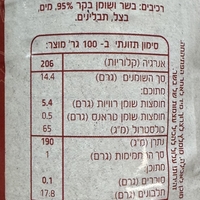 רכיבים: בשר ושומן בקר 95%, מים,
בצל, תבלינים.
סימון תזונתי ב- 100 גר' מוצר:
אנרגיה (קלוריות) 206
סך השומנים (גרם) 14.4
מתוכם:
חומצות שומן רוויות (גרם) 5.4
חומצות שומן טראנס (גרם) 0.5
כולסטרול (מ"ג) 65
נתרן (מ"ג) 190
סך הפחמימות (גרם) 1
מתוכן:
סוכרים (גרם) 0.1
חלבונים (גרם) 17.8